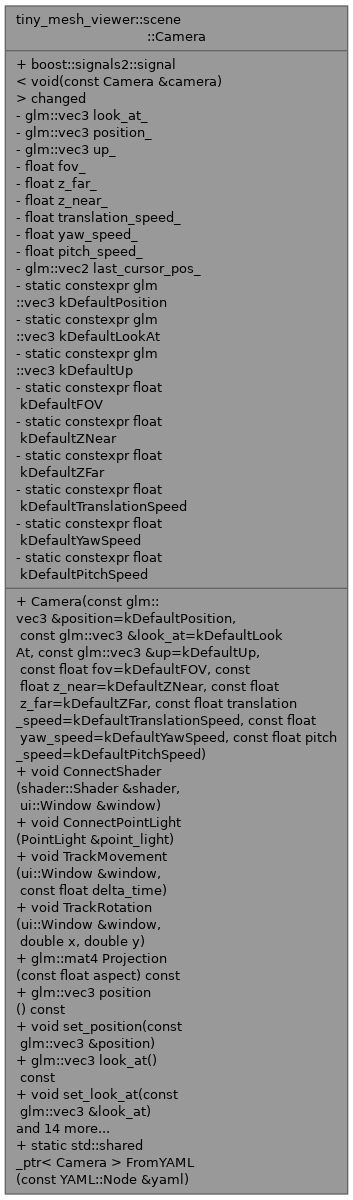 tiny_mesh_viewer::scene
::Camera
+ boost::signals2::signal
< void(const Camera &camera)
> changed
- glm::vec3 look_at_
- glm::vec3 position_
- glm::vec3 up_
- float fov_
- float z_far_
- float z_near_
- float translation_speed_
- float yaw_speed_
- float pitch_speed_
- glm::vec2 last_cursor_pos_
- static constexpr glm
::vec3 kDefaultPosition
- static constexpr glm
::vec3 kDefaultLookAt
- static constexpr glm
::vec3 kDefaultUp
- static constexpr float
kDefaultFOV
- static constexpr float
kDefaultZNear
- static constexpr float
kDefaultZFar
- static constexpr float
kDefaultTranslationSpeed
- static constexpr float
kDefaultYawSpeed
- static constexpr float
kDefaultPitchSpeed
+ Camera(const glm::
vec3 &position=kDefaultPosition,
const glm::vec3 &look_at=kDefaultLook
At, const glm::vec3 &up=kDefaultUp,
const float fov=kDefaultFOV, const
float z_near=kDefaultZNear, const float
z_far=kDefaultZFar, const float translation
_speed=kDefaultTranslationSpeed, const float
yaw_speed=kDefaultYawSpeed, const float pitch
_speed=kDefaultPitchSpeed)
+ void ConnectShader
(shader::Shader &shader,
ui::Window &window)
+ void ConnectPointLight
(PointLight &point_light)
+ void TrackMovement
(ui::Window &window,
const float delta_time)
+ void TrackRotation
(ui::Window &window,
double x, double y)
+ glm::mat4 Projection
(const float aspect) const
+ glm::vec3 position
() const
+ void set_position(const
glm::vec3 &position)
+ glm::vec3 look_at()
const
+ void set_look_at(const
glm::vec3 &look_at)
and 14 more...
+ static std::shared
_ptr< Camera > FromYAML
(const YAML::Node &yaml)